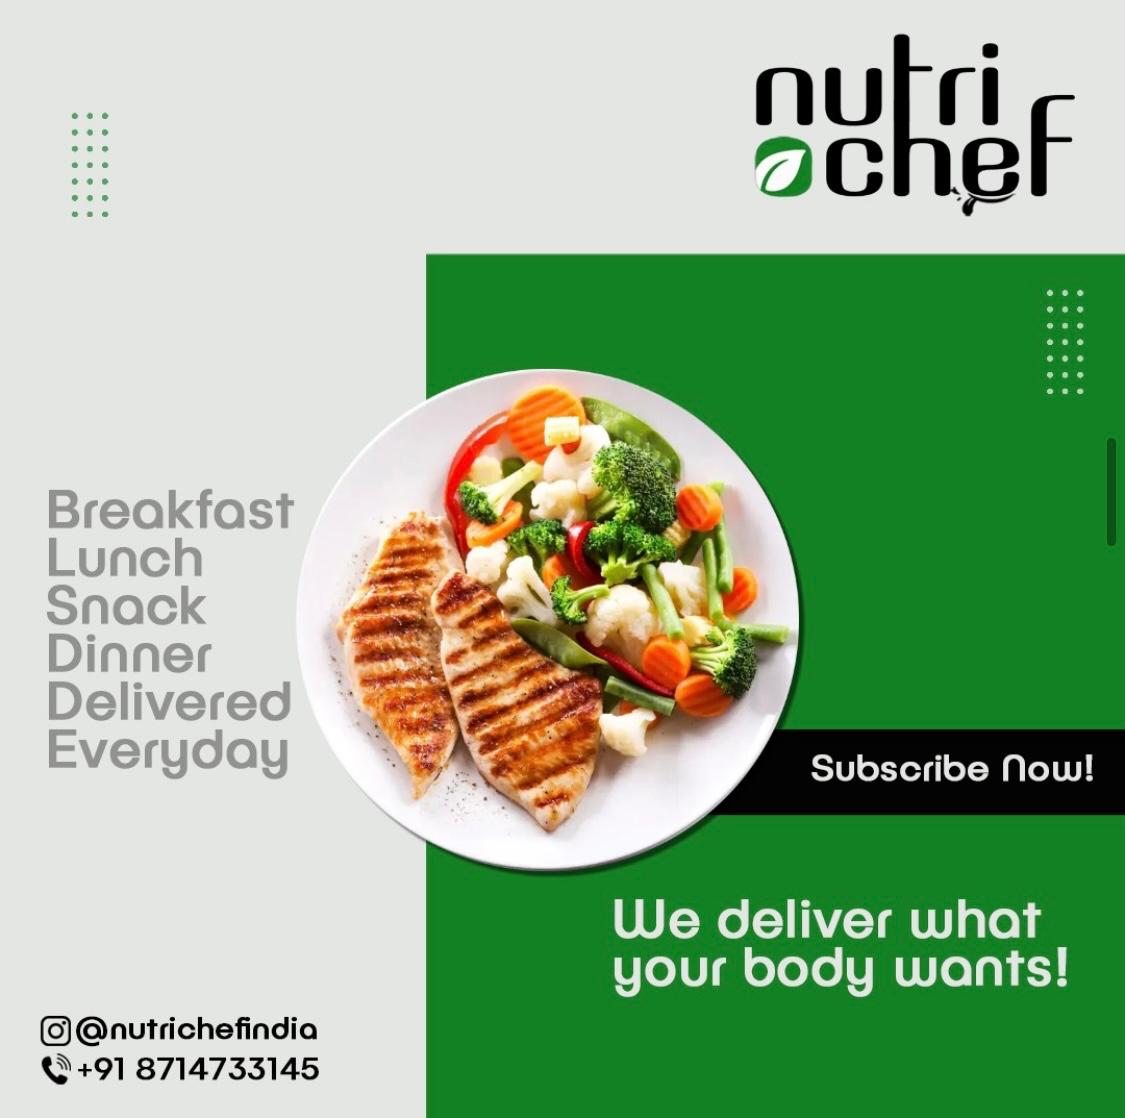 nutri
chef
Breakfast
Lunch
Snack
Dinner
Delivered
Everyday
Subscribe Now!
We deliver what
your body wants!
@nutrichefindia
+91 8714733145